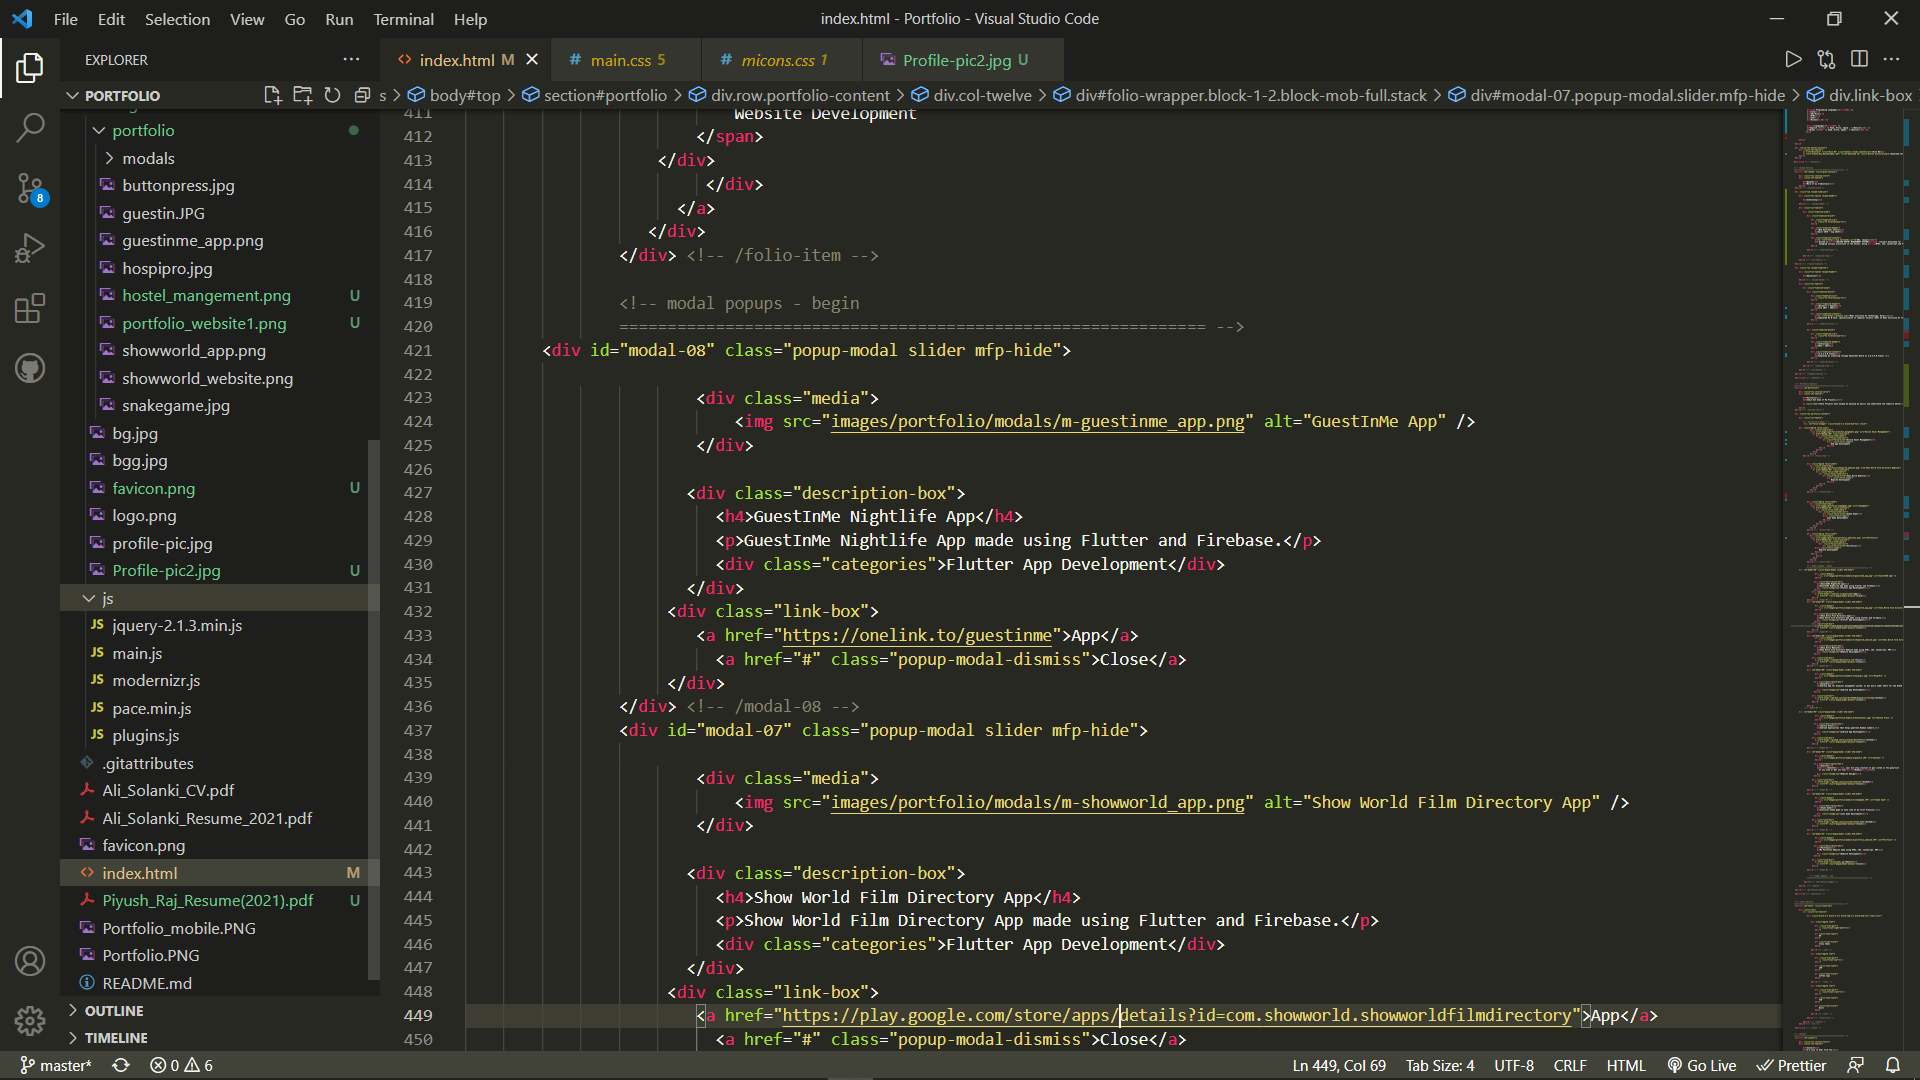 File Edit Selection View Go Run Terminal Help
index.html - Portfolio - Visual Studio Code
EXPLORER
index.html M
# main.css 5
# micons.css 1
Profile-pic2.jpg U
PORTFOLIO
s > body#top > section#portfolio > div.row.portfolio-content > div.col-twelve > div#folio-wrapper.block-1-2.block-mob-full.stack > div#modal-07.popup-modal.slider.mfp-hide > div.link-box
portfolio
modals
buttonpress.jpg
guestin.JPG
guestinme_app.png
hospipro.jpg
hostel_mangement.png U
portfolio_website1.png U
showworld_app.png
showworld_website.png
snakegame.jpg
bg.jpg
bgg.jpg
favicon.png U
logo.png
profile-pic.jpg
Profile-pic2.jpg U
js
JS jquery-2.1.3.min.js
JS main.js
JS modernizr.js
JS pace.min.js
JS plugins.js
.gitattributes
Ali_Solanki_CV.pdf
Ali_Solanki_Resume_2021.pdf
favicon.png
index.html M
Piyush_Raj_Resume(2021).pdf U
Portfolio_mobile.PNG
Portfolio.PNG
README.md
OUTLINE
TIMELINE
8
411 Website Development
412 </span>
413 </div>
414 </div>
415 </a>
416 </div>
417 </div> <!-- /folio-item -->
418
419 <!-- modal popups - begin
420 ============================================================= -->
421 <div id="modal-08" class="popup-modal slider mfp-hide">
422
423 <div class="media">
424 <img src="images/portfolio/modals/m-guestinme_app.png" alt="GuestInMe App" />
425 </div>
426
427 <div class="description-box">
428 <h4>GuestInMe Nightlife App</h4>
429 <p>GuestInMe Nightlife App made using Flutter and Firebase.</p>
430 <div class="categories">Flutter App Development</div>
431 </div>
432 <div class="link-box">
433 <a href="https://onelink.to/guestinme">App</a>
434 <a href="#" class="popup-modal-dismiss">Close</a>
435 </div>
436 </div> <!-- /modal-08 -->
437 <div id="modal-07" class="popup-modal slider mfp-hide">
438
439 <div class="media">
440 <img src="images/portfolio/modals/m-showworld_app.png" alt="Show World Film Directory App" />
441 </div>
442
443 <div class="description-box">
444 <h4>Show World Film Directory App</h4>
445 <p>Show World Film Directory App made using Flutter and Firebase.</p>
446 <div class="categories">Flutter App Development</div>
447 </div>
448 <div class="link-box">
449 <a href="https://play.google.com/store/apps/details?id=com.showworld.showworldfilmdirectory">App</a>
450 <a href="#" class="popup-modal-dismiss">Close</a>
master* 0 6
Ln 449, Col 69 Tab Size: 4 UTF-8 CRLF HTML Go Live Prettier